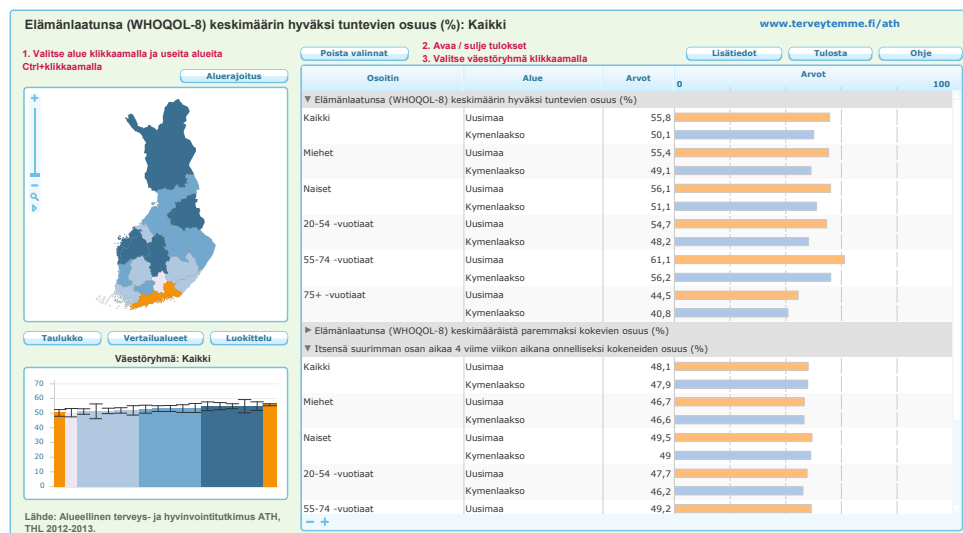 Elämänlaatunsa (WHOQOL-8) keskimäärin hyväksi tuntevien osuus (%): Kaikki
www.terveytemme.fi/ath
1. Valitse alue klikkaamalla ja useita alueita
Ctrl+klikkaamalla
Aluerajoitus
Poista valinnat
2. Avaa / sulje tulokset
3. Valitse väestöryhmä klikkaamalla
Lisätiedot
Tulosta
Ohje
Osoitin Alue Arvot Arvot
0 100
▼ Elämänlaatunsa (WHOQOL-8) keskimäärin hyväksi tuntevien osuus (%)
Kaikki Uusimaa 55,8
Kymenlaakso 50,1
Miehet Uusimaa 55,4
Kymenlaakso 49,1
Naiset Uusimaa 56,1
Kymenlaakso 51,1
20-54 -vuotiaat Uusimaa 54,7
Kymenlaakso 48,2
55-74 -vuotiaat Uusimaa 61,1
Kymenlaakso 56,2
75+ -vuotiaat Uusimaa 44,5
Kymenlaakso 40,8
▶ Elämänlaatunsa (WHOQOL-8) keskimääräistä paremmaksi kokevien osuus (%)
▼ Itsensä suurimman osan aikaa 4 viime viikon aikana onnelliseksi kokeneiden osuus (%)
Kaikki Uusimaa 48,1
Kymenlaakso 47,9
Miehet Uusimaa 46,7
Kymenlaakso 46,6
Naiset Uusimaa 49,5
Kymenlaakso 49
20-54 -vuotiaat Uusimaa 47,7
Kymenlaakso 46,2
55-74 -vuotiaat Uusimaa 49,2
Taulukko
Vertailualueet
Luokittelu
Väestöryhmä: Kaikki
70
60
50
40
30
20
10
0
Lähde: Alueellinen terveys- ja hyvinvointitutkimus ATH,
THL 2012-2013.